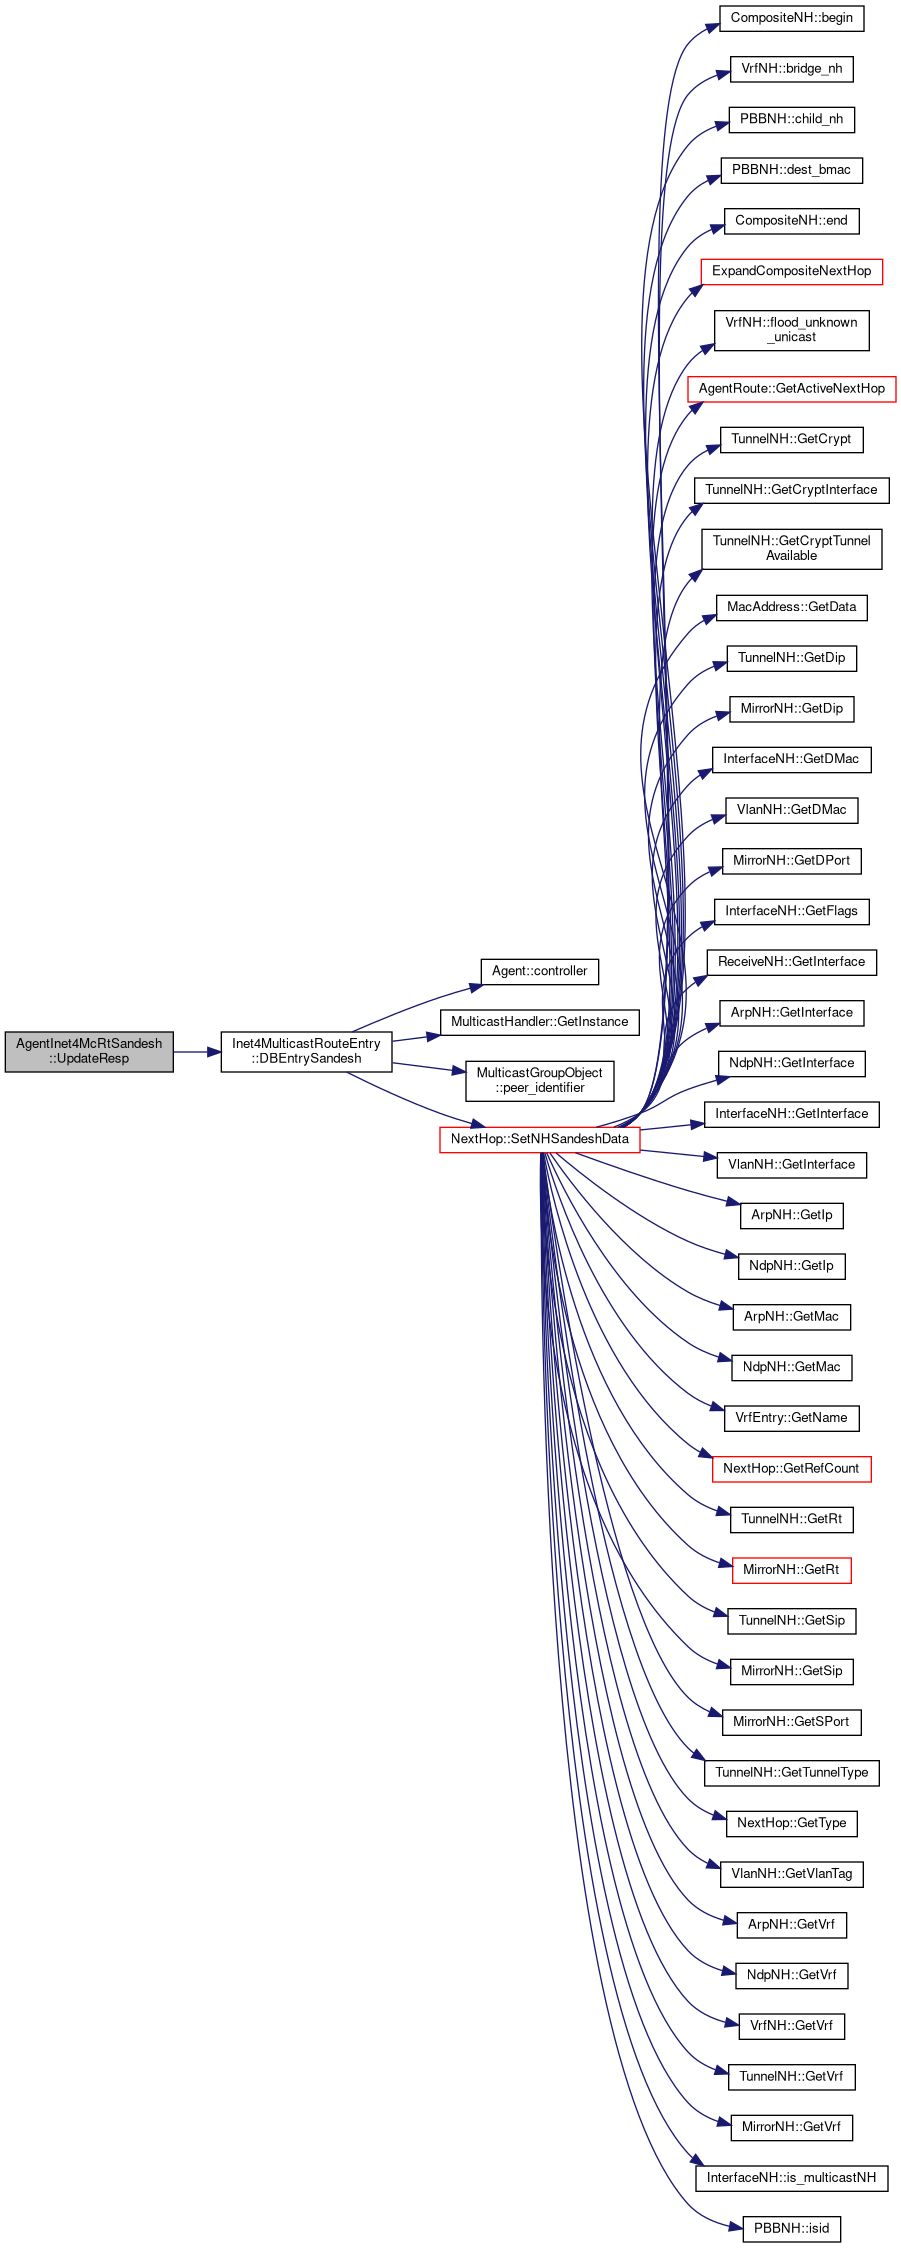 AgentInet4McRtSandesh
::UpdateResp
Inet4MulticastRouteEntry
::DBEntrySandesh
Agent::controller
MulticastHandler::GetInstance
MulticastGroupObject
::peer_identifier
NextHop::SetNHSandeshData
CompositeNH::begin
VrfNH::bridge_nh
PBBNH::child_nh
PBBNH::dest_bmac
CompositeNH::end
ExpandCompositeNextHop
VrfNH::flood_unknown
_unicast
AgentRoute::GetActiveNextHop
TunnelNH::GetCrypt
TunnelNH::GetCryptInterface
TunnelNH::GetCryptTunnel
Available
MacAddress::GetData
TunnelNH::GetDip
MirrorNH::GetDip
InterfaceNH::GetDMac
VlanNH::GetDMac
MirrorNH::GetDPort
InterfaceNH::GetFlags
ReceiveNH::GetInterface
ArpNH::GetInterface
NdpNH::GetInterface
InterfaceNH::GetInterface
VlanNH::GetInterface
ArpNH::GetIp
NdpNH::GetIp
ArpNH::GetMac
NdpNH::GetMac
VrfEntry::GetName
NextHop::GetRefCount
TunnelNH::GetRt
MirrorNH::GetRt
TunnelNH::GetSip
MirrorNH::GetSip
MirrorNH::GetSPort
TunnelNH::GetTunnelType
NextHop::GetType
VlanNH::GetVlanTag
ArpNH::GetVrf
NdpNH::GetVrf
VrfNH::GetVrf
TunnelNH::GetVrf
MirrorNH::GetVrf
InterfaceNH::is_multicastNH
PBBNH::isid